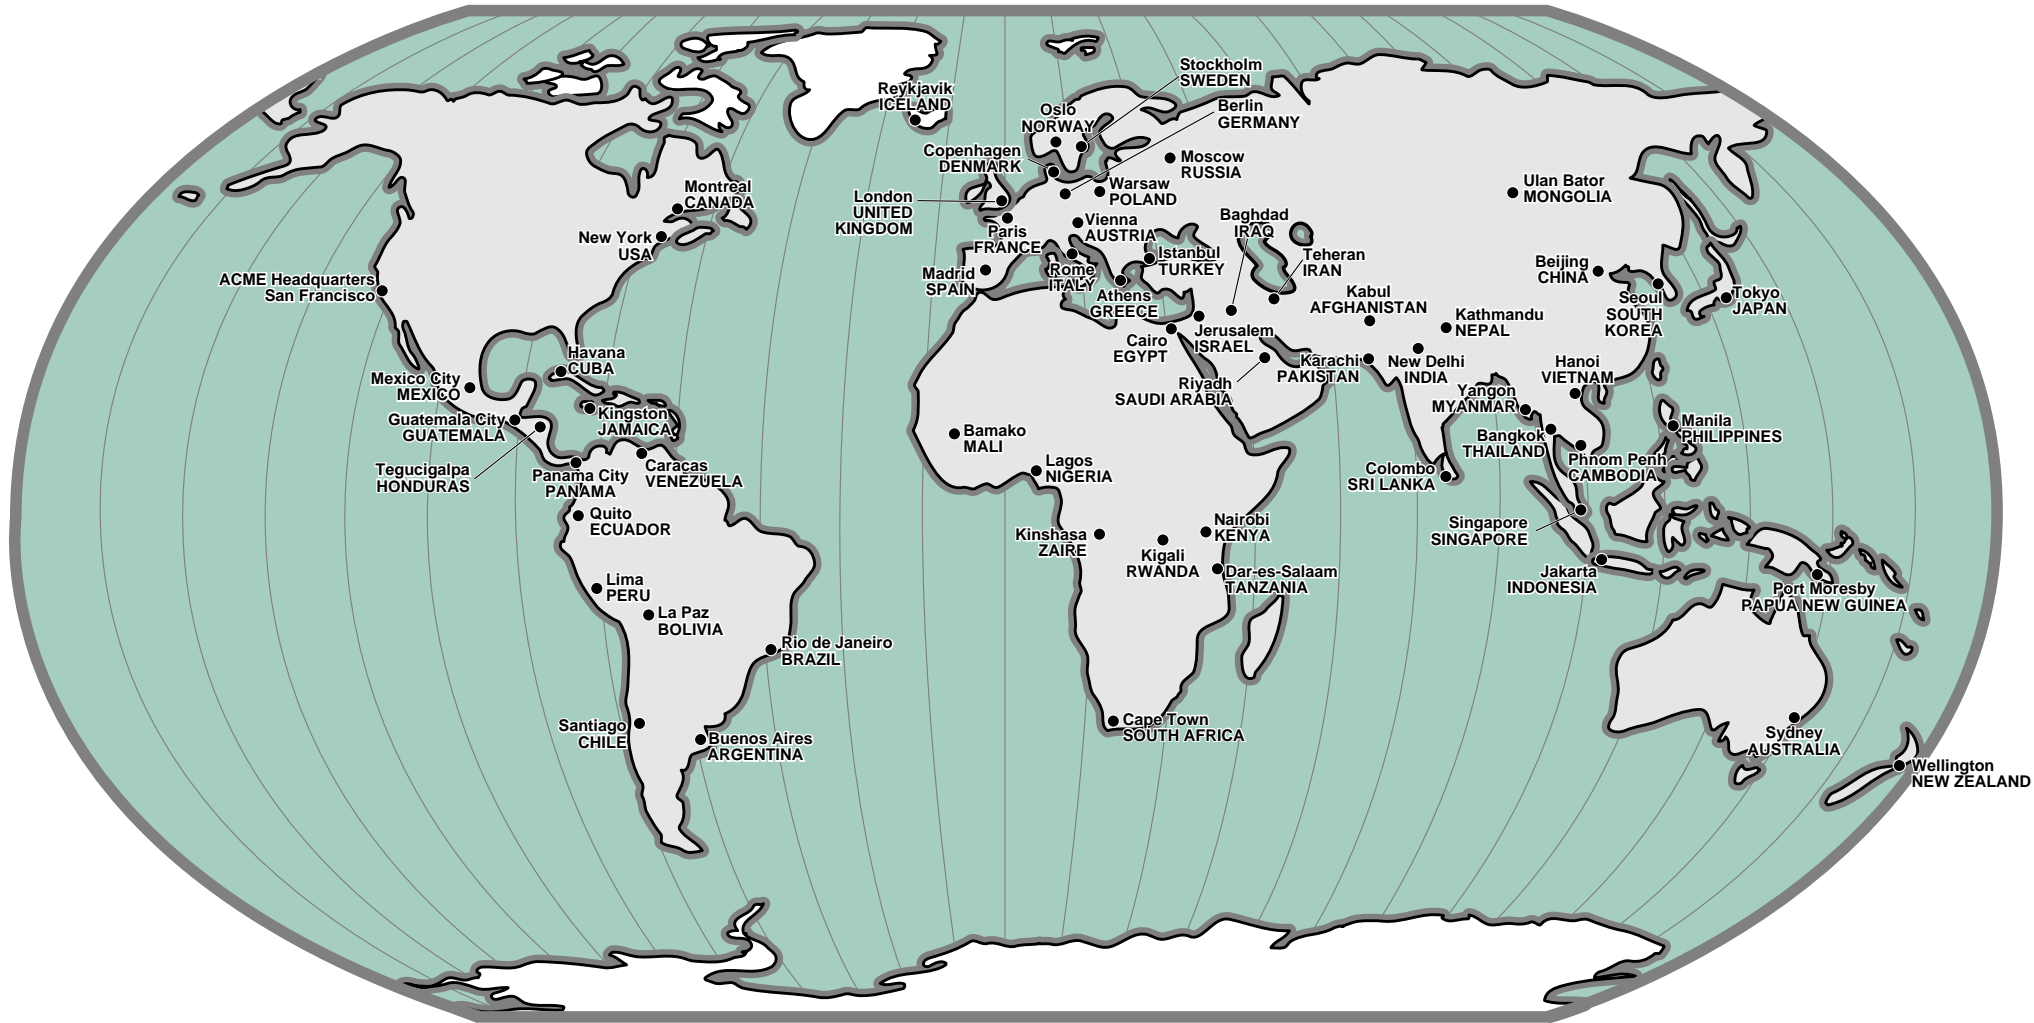 Stockholm
SWEDEN
Reykjavik
ICELAND
Berlin
GERMANY
Oslo
NORWAY
Copenhagen
DENMARK
Moscow
RUSSIA
Warsaw
POLAND
Ulan Bator
MONGOLIA
Montreal
CANADA
London
UNITED
KINGDOM
New York
USA
Paris
FRANCE
Vienna
AUSTRIA
Baghdad
IRAQ
Istanbul
TURKEY
Teheran
IRAN
Beijing
CHINA
Madrid
SPAIN
Rome
ITALY
ACME Headquarters
San Francisco
Athens
GREECE
Kabul
AFGHANISTAN
Seoul
SOUTH
KOREA
Tokyo
JAPAN
Kathmandu
NEPAL
Cairo
EGYPT
Jerusalem
ISRAEL
Karachi
PAKISTAN
New Delhi
INDIA
Hanoi
VIETNAM
Havana
CUBA
Mexico City
MEXICO
Riyadh
SAUDI ARABIA
Yangon
MYANMAR
Guatemala City
GUATEMALA
Kingston
JAMAICA
Bamako
MALI
Bangkok
THAILAND
Manila
PHILIPPINES
Tegucigalpa
HONDURAS
Panama City
PANAMA
Caracas
VENEZUELA
Lagos
NIGERIA
Colombo
SRI LANKA
Phnom Penh
CAMBODIA
Quito
ECUADOR
Kinshasa
ZAIRE
Kigali
RWANDA
Nairobi
KENYA
Singapore
SINGAPORE
Lima
PERU
Dar-es-Salaam
TANZANIA
Jakarta
INDONESIA
Port Moresby
PAPUA NEW GUINEA
La Paz
BOLIVIA
Rio de Janeiro
BRAZIL
Santiago
CHILE
Buenos Aires
ARGENTINA
Cape Town
SOUTH AFRICA
Sydney
AUSTRALIA
Wellington
NEW ZEALAND